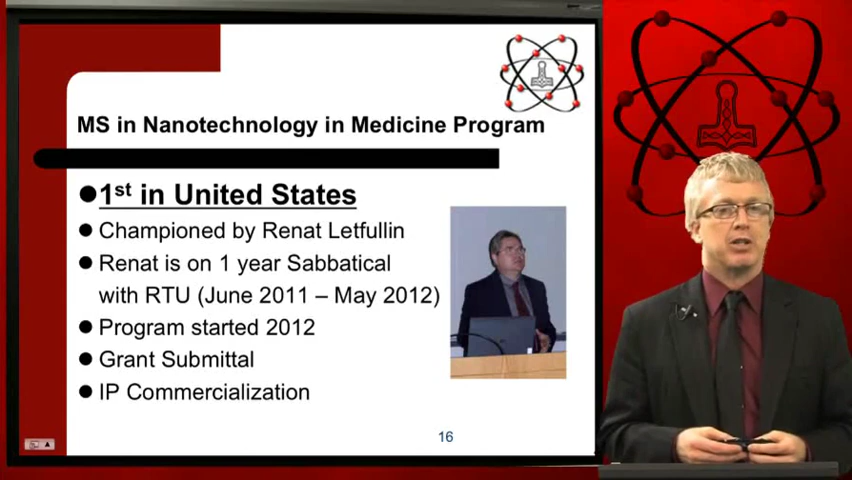 MS in Nanotechnology in Medicine Program
●1st in United States
● Championed by Renat Letfullin
● Renat is on 1 year Sabbatical
with RTU (June 2011 – May 2012)
● Program started 2012
● Grant Submittal
● IP Commercialization
16